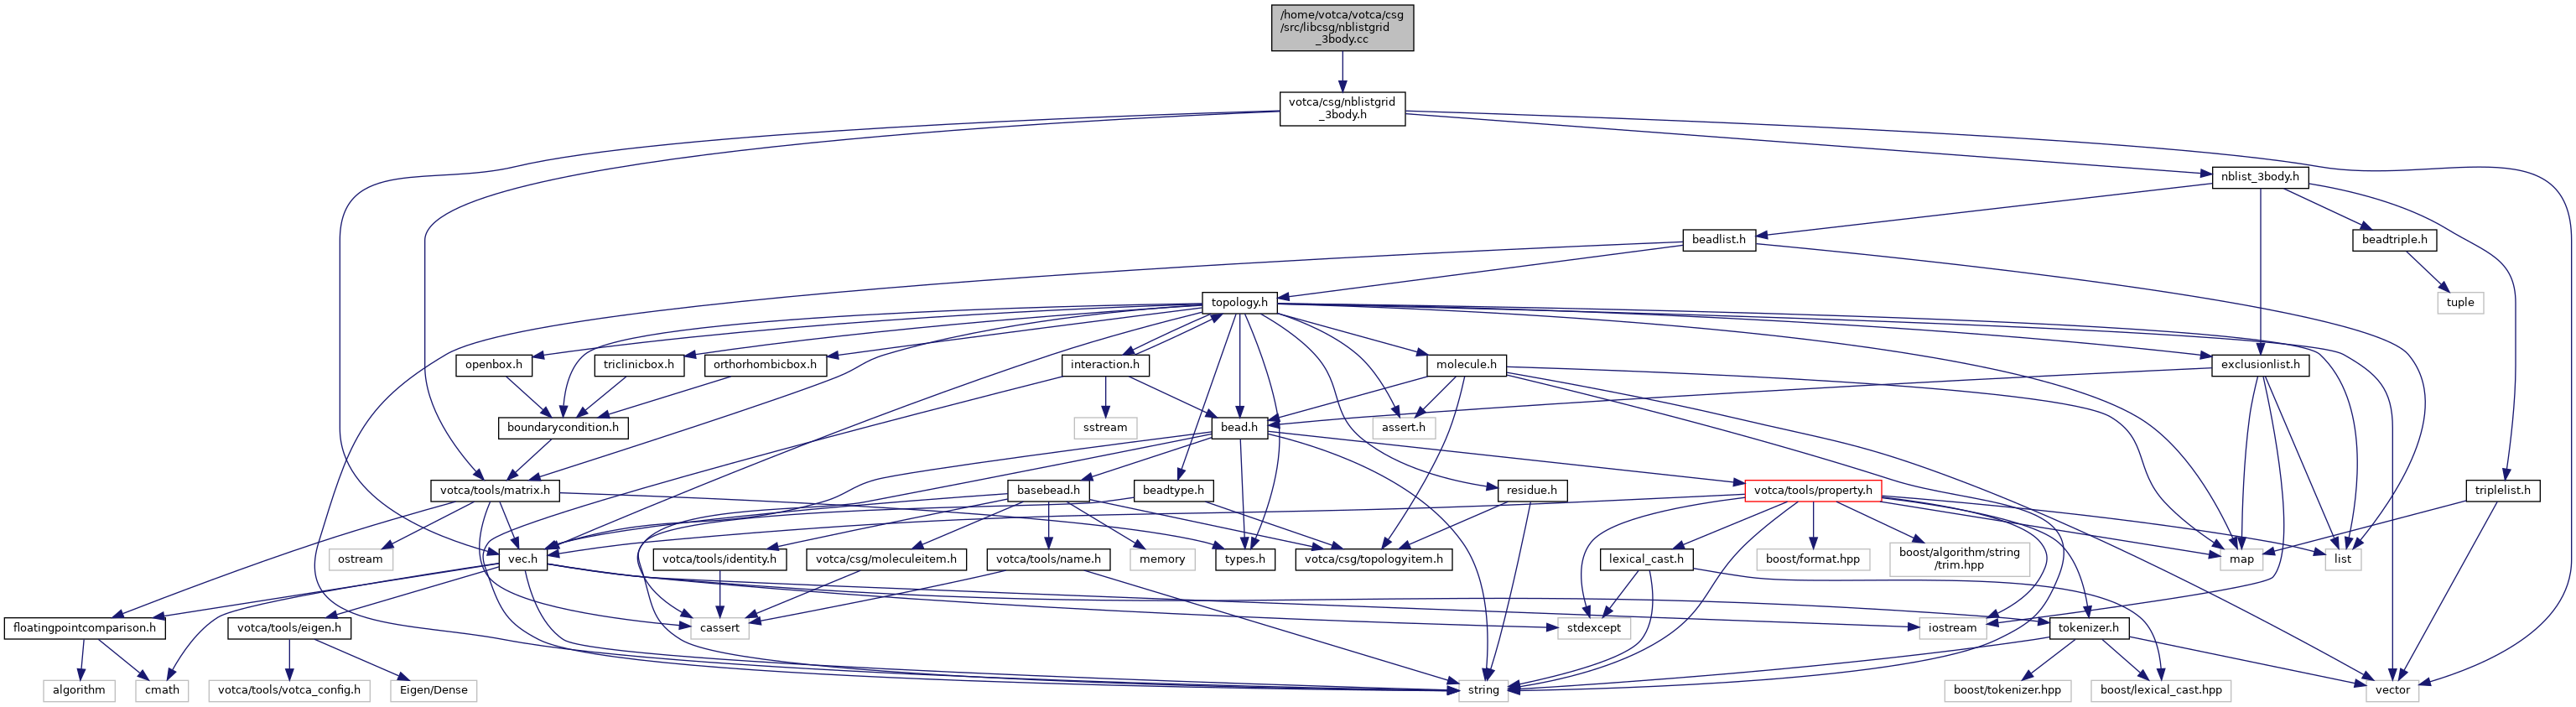 /home/votca/votca/csg
/src/libcsg/nblistgrid
_3body.cc
votca/csg/nblistgrid
_3body.h
nblist_3body.h
beadlist.h
beadtriple.h
topology.h
tuple
openbox.h
triclinicbox.h
orthorhombicbox.h
interaction.h
molecule.h
exclusionlist.h
boundarycondition.h
sstream
bead.h
assert.h
votca/tools/matrix.h
basebead.h
beadtype.h
residue.h
votca/tools/property.h
triplelist.h
ostream
vec.h
votca/tools/identity.h
votca/csg/moleculeitem.h
votca/tools/name.h
memory
types.h
votca/csg/topologyitem.h
lexical_cast.h
boost/format.hpp
boost/algorithm/string
/trim.hpp
map
list
floatingpointcomparison.h
votca/tools/eigen.h
cassert
stdexcept
iostream
tokenizer.h
algorithm
cmath
votca/tools/votca_config.h
Eigen/Dense
string
boost/tokenizer.hpp
boost/lexical_cast.hpp
vector